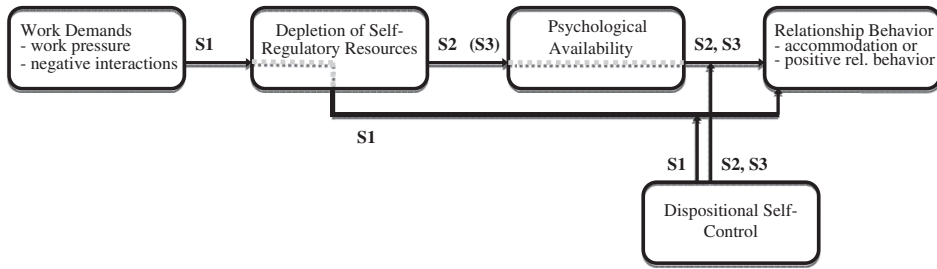 Work Demands
- work pressure
- negative interactions
S1
Depletion of Self-
Regulatory Resources
S2 (S3)
Psychological
Availability
S2, S3
Relationship Behavior
- accommodation or
- positive rel. behavior
S1
S1
S2, S3
Dispositional Self-
Control